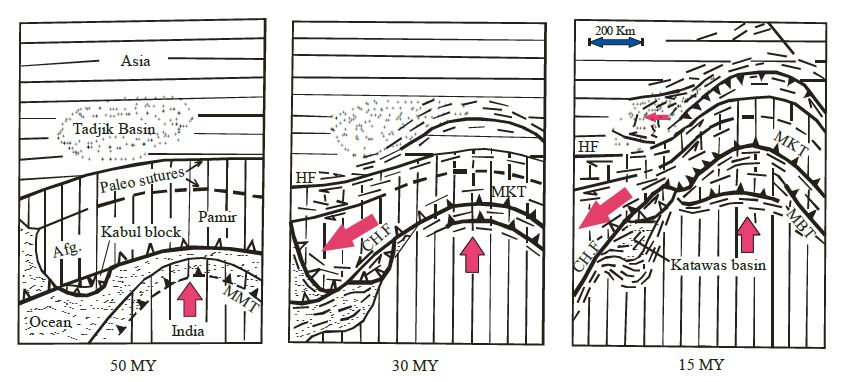 Asia
Tadjik Basin
Paleo sutures
Pamir
Afg.
Kabul block
MMT
Ocean
India
50 MY
HF
MKT
CH.F
30 MY
200 Km
HF
MKT
MBT
CH.F
Katawas basin
15 MY